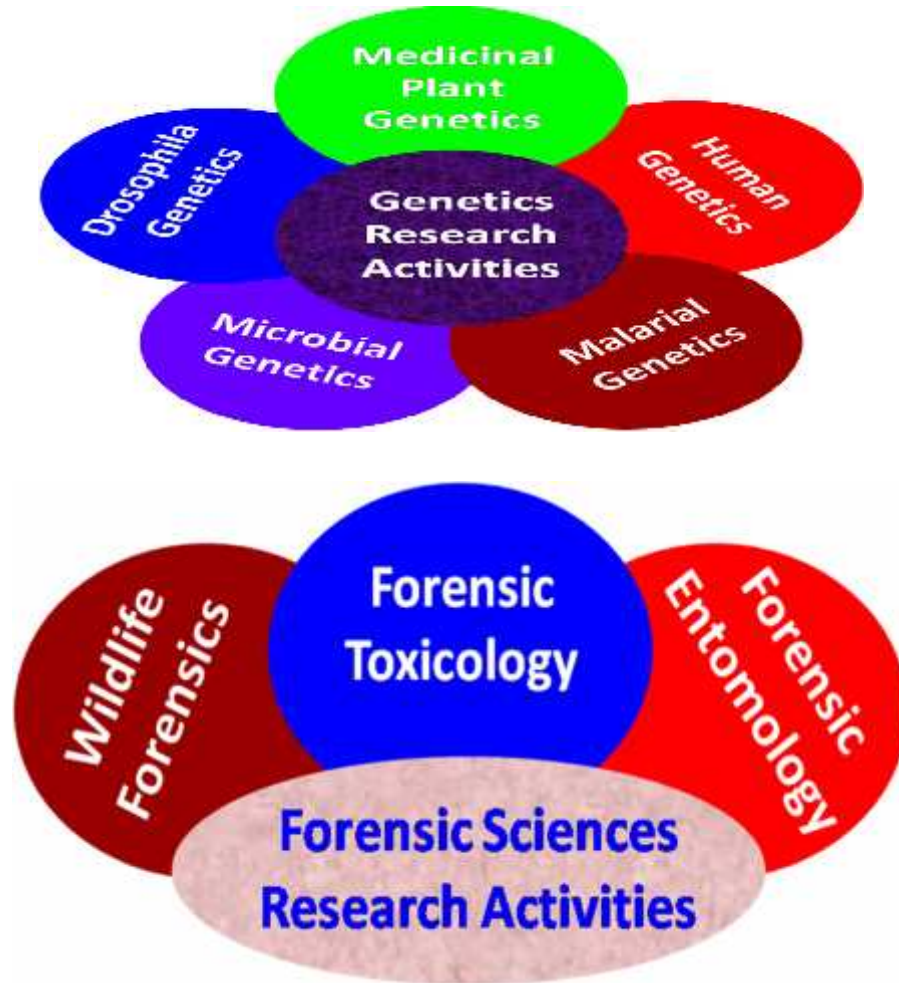 Medicinal
Plant
Genetics
Drosophila
Genetics
Human
Genetics
Genetics
Research
Activities
Microbial
Genetics
Malarial
Genetics
Wildlife
Forensics
Forensic
Toxicology
Forensic
Entomology
Forensic Sciences
Research Activities